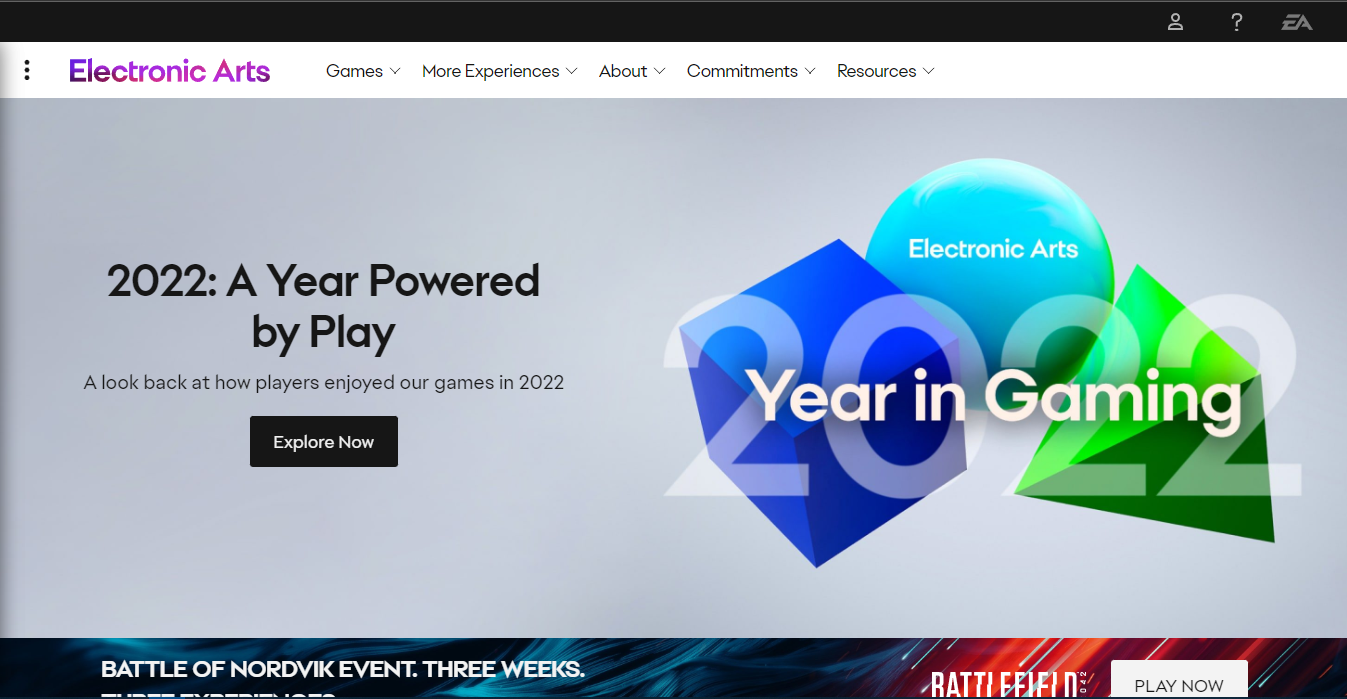 EA
Electronic Arts
Games
More Experiences
About
Commitments
Resources
2022: A Year Powered
by Play
A look back at how players enjoyed our games in 2022
Explore Now
Electronic Arts
2022
Year in Gaming
BATTLE OF NORDVIK EVENT. THREE WEEKS.
THREE EXPERIENCES.
BATTLEFIELD
PLAY NOW